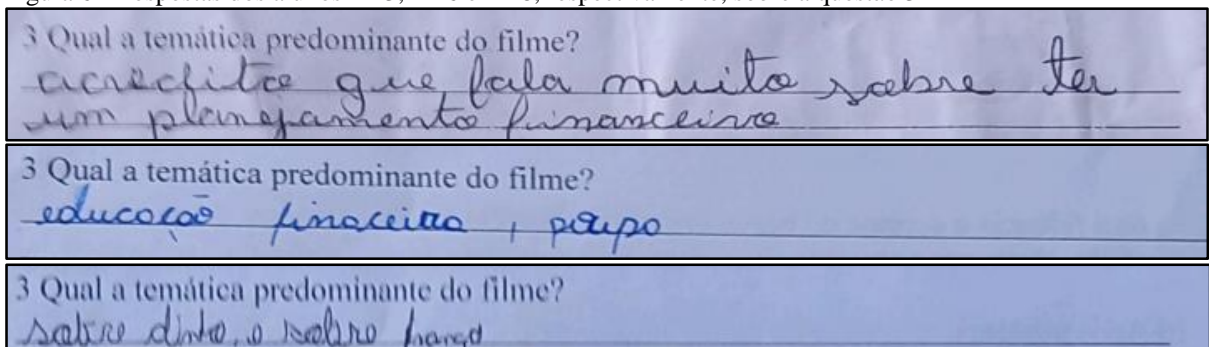 3 Qual a temática predominante do filme?
acredito que fala muito sobre ter
um planejamento financeiro
3 Qual a temática predominante do filme?
educação finaceira, poupo
3 Qual a temática predominante do filme?
sobre o sobre